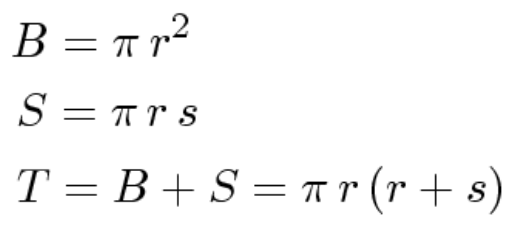 B = π r²
S = π r s
T = B + S = π r (r + s)